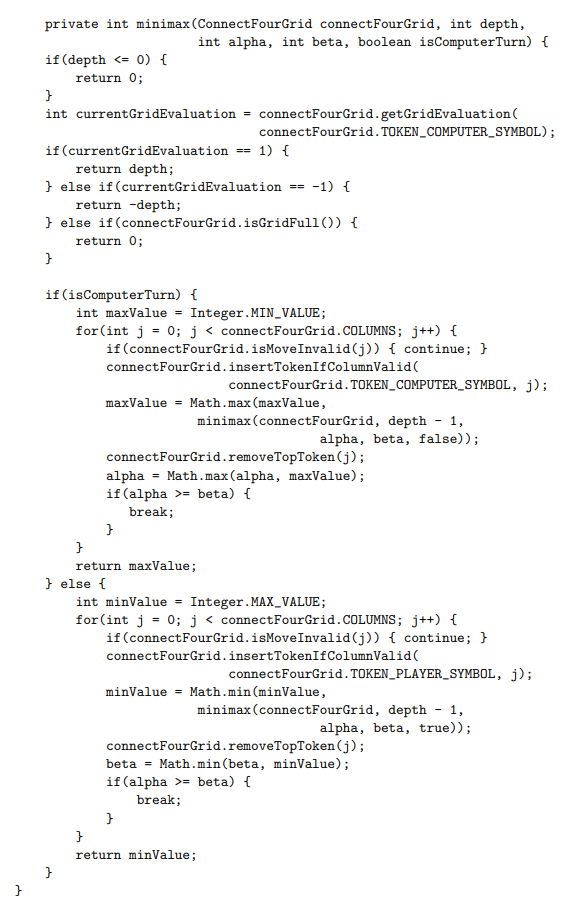 private int minimax(ConnectFourGrid connectFourGrid, int depth,
int alpha, int beta, boolean isComputerTurn) {
if(depth <= 0) {
return 0;
}
int currentGridEvaluation = connectFourGrid.getGridEvaluation(
connectFourGrid.TOKEN_COMPUTER_SYMBOL);
if(currentGridEvaluation == 1) {
return depth;
} else if(currentGridEvaluation == -1) {
return -depth;
} else if(connectFourGrid.isGridFull()) {
return 0;
}
if(isComputerTurn) {
int maxValue = Integer.MIN_VALUE;
for(int j = 0; j < connectFourGrid.COLUMNS; j++) {
if(connectFourGrid.isMoveInvalid(j)) { continue; }
connectFourGrid.insertTokenIfColumnValid(
connectFourGrid.TOKEN_COMPUTER_SYMBOL, j);
maxValue = Math.max(maxValue,
minimax(connectFourGrid, depth - 1,
alpha, beta, false));
connectFourGrid.removeTopToken(j);
alpha = Math.max(alpha, maxValue);
if(alpha >= beta) {
break;
}
}
return maxValue;
} else {
int minValue = Integer.MAX_VALUE;
for(int j = 0; j < connectFourGrid.COLUMNS; j++) {
if(connectFourGrid.isMoveInvalid(j)) { continue; }
connectFourGrid.insertTokenIfColumnValid(
connectFourGrid.TOKEN_PLAYER_SYMBOL, j);
minValue = Math.min(minValue,
minimax(connectFourGrid, depth - 1,
alpha, beta, true));
connectFourGrid.removeTopToken(j);
beta = Math.min(beta, minValue);
if(alpha >= beta) {
break;
}
}
return minValue;
}
}